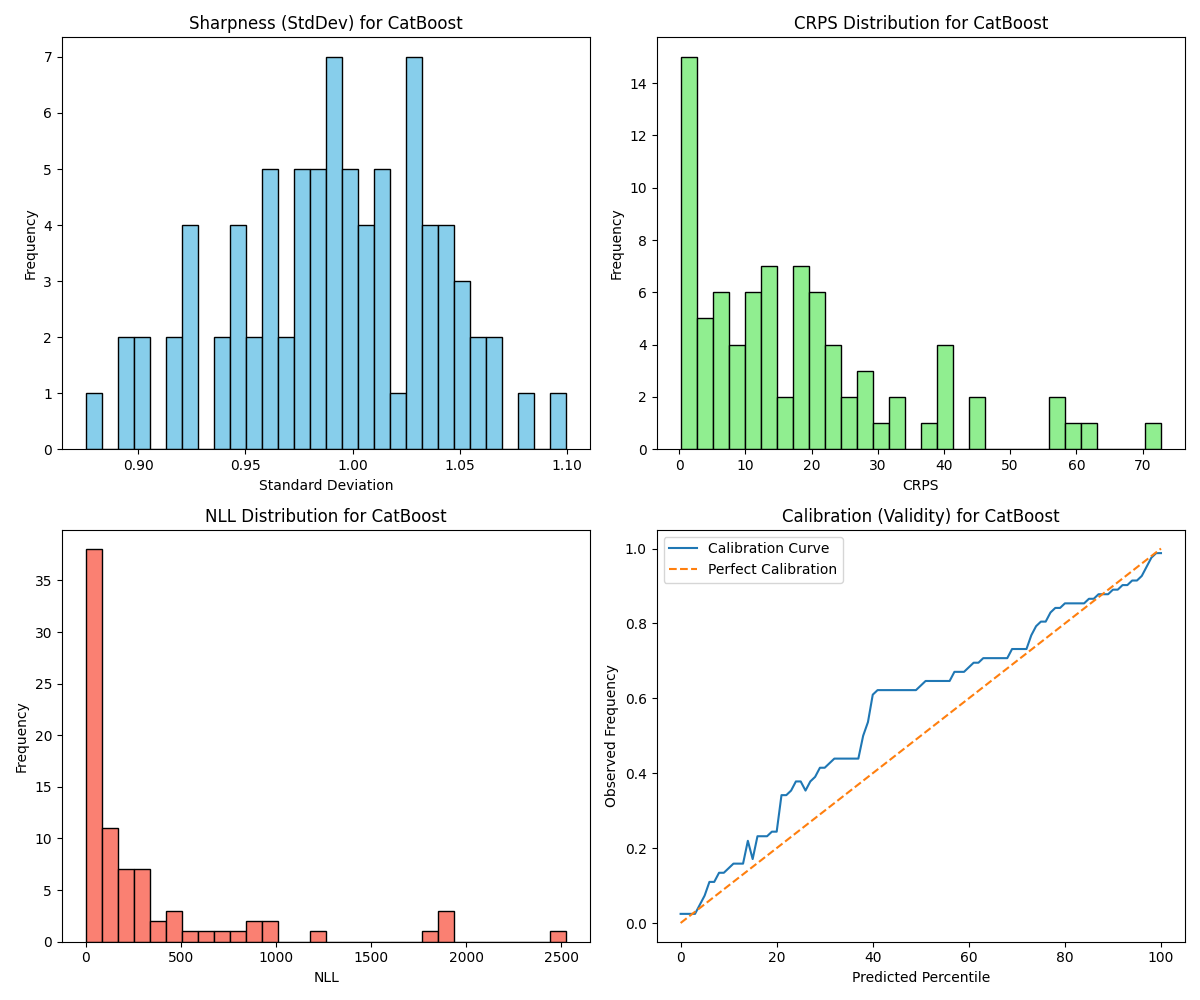 Sharpness (StdDev) for CatBoost
7
6
5
4
3
2
1
0
Frequency
0.90 0.95 1.00 1.05 1.10
Standard Deviation
CRPS Distribution for CatBoost
14
12
10
8
6
4
2
0
Frequency
0 10 20 30 40 50 60 70
CRPS
NLL Distribution for CatBoost
35
30
25
20
15
10
5
0
Frequency
0 500 1000 1500 2000 2500
NLL
Calibration (Validity) for CatBoost
Calibration Curve
Perfect Calibration
1.0
0.8
0.6
0.4
0.2
0.0
Observed Frequency
0 20 40 60 80 100
Predicted Percentile